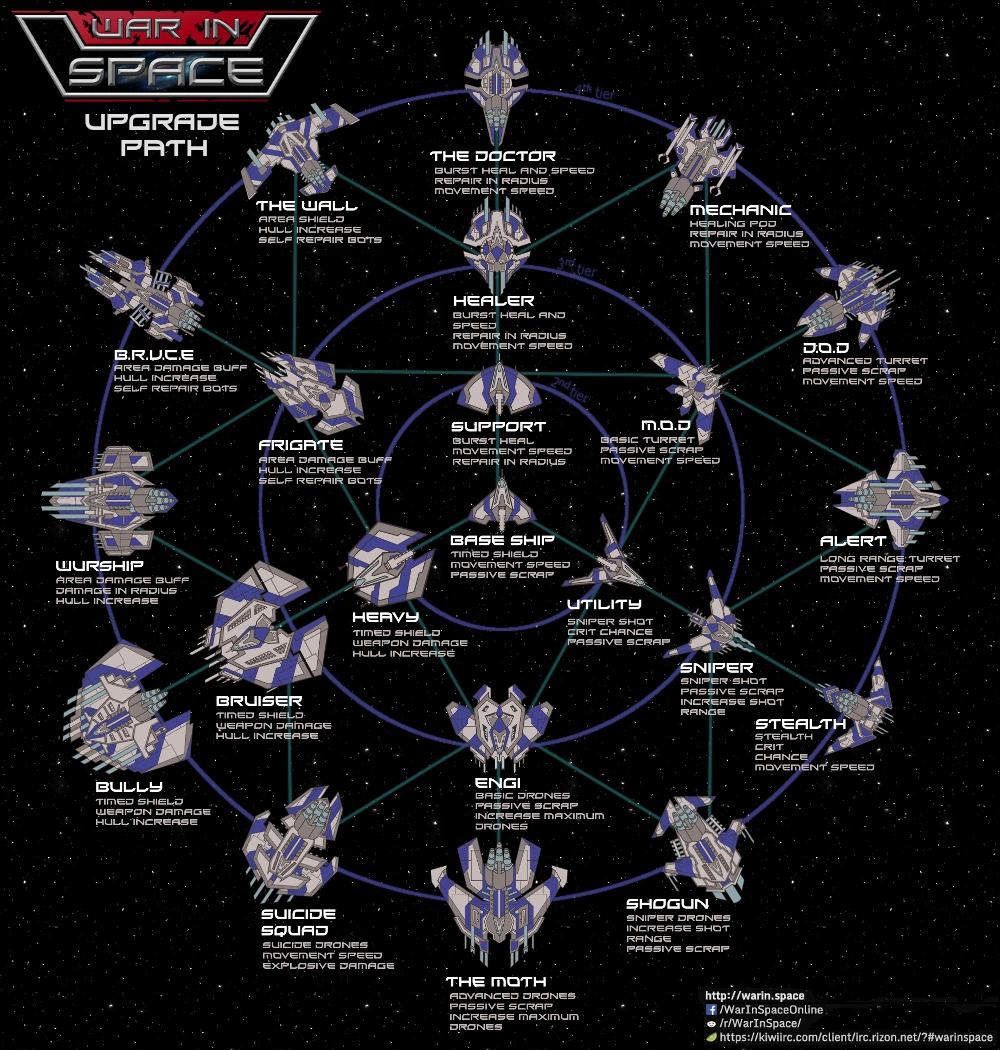 WAR IN
SPACE
UPGRADE
PATH
4th tier
THE DOCTOR
BURST HEAL AND SPEED
REPAIR IN RADIUS
MOVEMENT SPEED
THE WALL
AREA SHIELD
HULL INCREASE
SELF REPAIR BOTS
MECHANIC
HEALING POD
REPAIR IN RADIUS
MOVEMENT SPEED
3rd tier
HEALER
BURST HEAL AND
SPEED
REPAIR IN RADIUS
MOVEMENT SPEED
B.R.U.C.E
AREA DAMAGE BUFF
HULL INCREASE
SELF REPAIR BOTS
D.O.D
ADVANCED TURRET
PASSIVE SCRAP
MOVEMENT SPEED
2nd tier
FRIGATE
AREA DAMAGE BUFF
HULL INCREASE
SELF REPAIR BOTS
SUPPORT
BURST HEAL
MOVEMENT SPEED
REPAIR IN RADIUS
M.O.D
BASIC TURRET
PASSIVE SCRAP
MOVEMENT SPEED
WURSHIP
AREA DAMAGE BUFF
DAMAGE IN RADIUS
HULL INCREASE
BASE SHIP
TIMED SHIELD
MOVEMENT SPEED
PASSIVE SCRAP
ALERT
LONG RANGE TURRET
PASSIVE SCRAP
MOVEMENT SPEED
HEAVY
TIMED SHIELD
WEAPON DAMAGE
HULL INCREASE
UTILITY
SNIPER SHOT
CRIT CHANCE
PASSIVE SCRAP
BRUISER
TIMED SHIELD
WEAPON DAMAGE
HULL INCREASE
SNIPER
SNIPER SHOT
PASSIVE SCRAP
INCREASE SHOT
RANGE
STEALTH
STEALTH
CRIT
CHANCE
MOVEMENT SPEED
BULLY
TIMED SHIELD
WEAPON DAMAGE
HULL INCREASE
ENGI
BASIC DRONES
PASSIVE SCRAP
INCREASE MAXIMUM
DRONES
SUICIDE
SQUAD
SUICIDE DRONES
MOVEMENT SPEED
EXPLOSIVE DAMAGE
SHOGUN
SNIPER DRONES
INCREASE SHOT
RANGE
PASSIVE SCRAP
THE MOTH
ADVANCED DRONES
PASSIVE SCRAP
INCREASE MAXIMUM
DRONES
http://warin.space
/WarInSpaceOnline
/r/WarInSpace/
https://kiwiirc.com/client/irc.rizon.net/?#warinspace